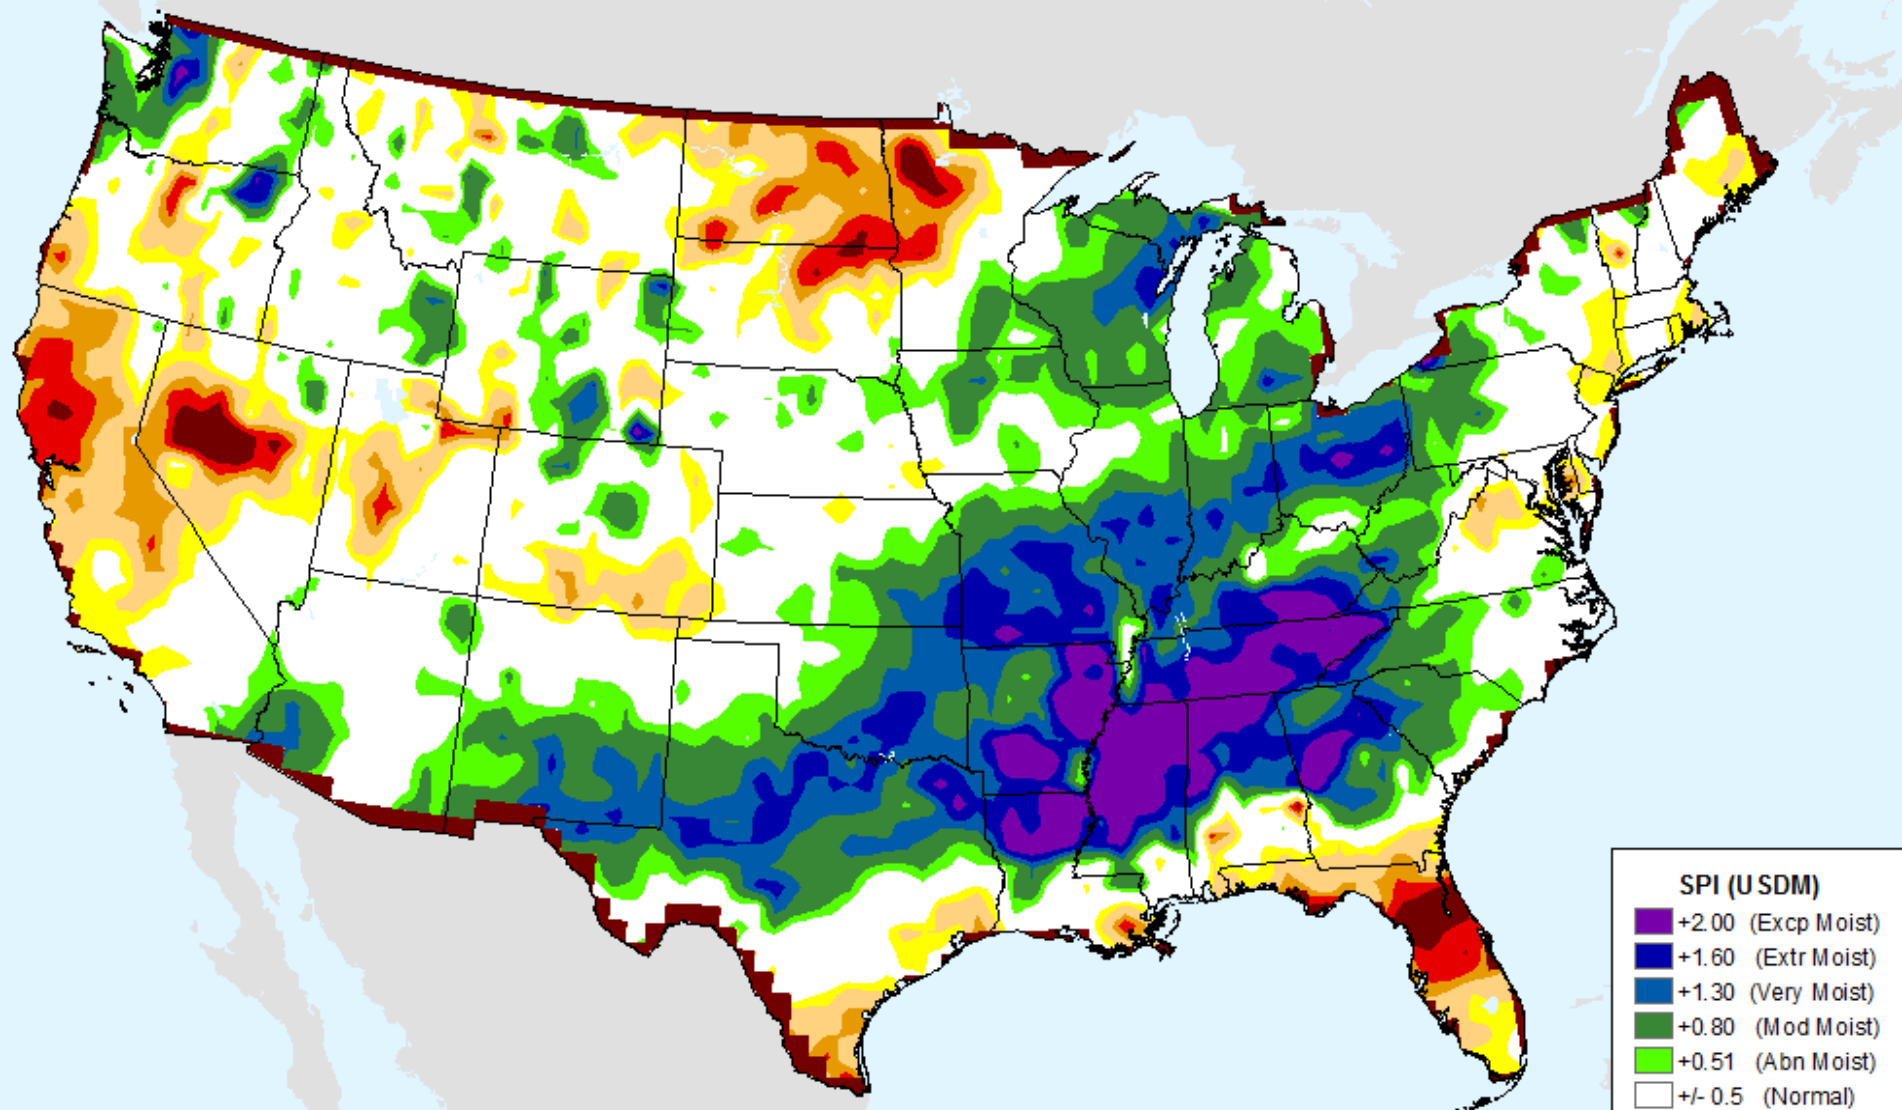 SPI (USDM)
+2.00 (Excp Moist)
+1.60 (Extr Moist)
+1.30 (Very Moist)
+0.80 (Mod Moist)
+0.51 (Abn Moist)
+/- 0.5 (Normal)